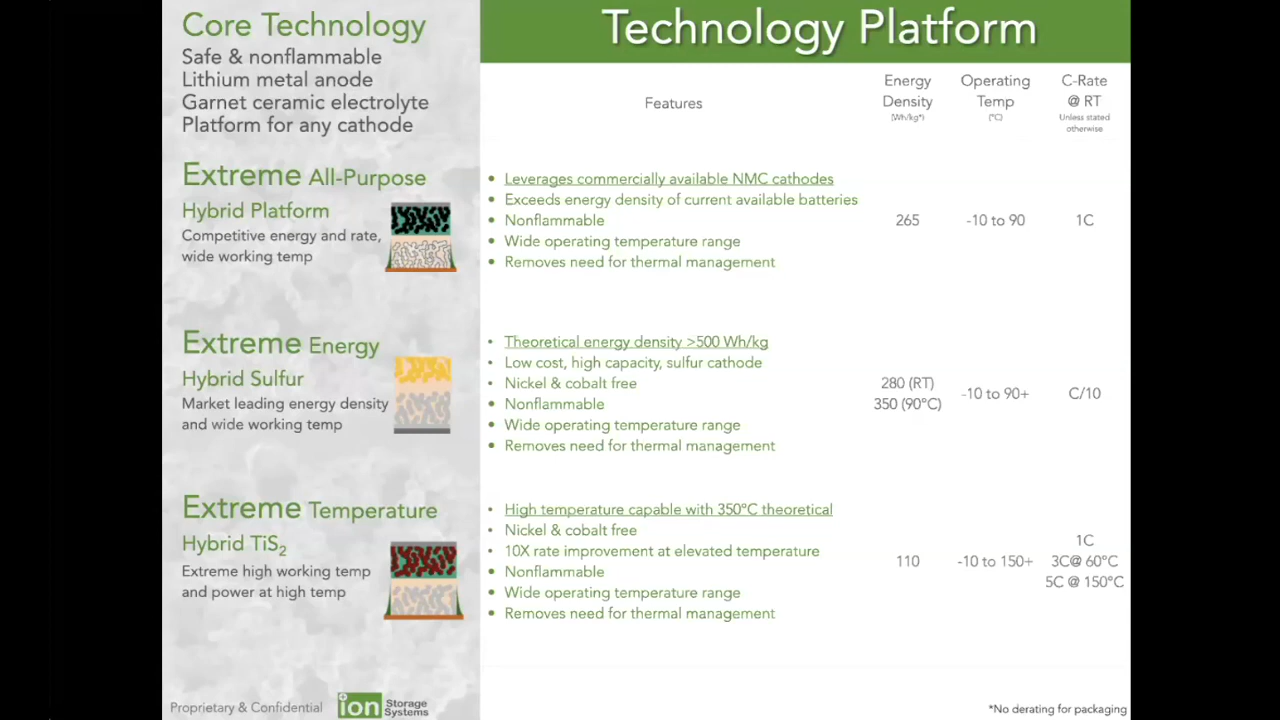 Core Technology
Safe & nonflammable
Lithium metal anode
Garnet ceramic electrolyte
Platform for any cathode
Technology Platform
Features
Energy Density (Wh/kg*)
Operating Temp (°C)
C-Rate @ RT Unless stated otherwise
Extreme All-Purpose
Hybrid Platform
Competitive energy and rate,
wide working temp
• Leverages commercially available NMC cathodes
• Exceeds energy density of current available batteries
• Nonflammable
• Wide operating temperature range
• Removes need for thermal management
265
-10 to 90
1C
Extreme Energy
Hybrid Sulfur
Market leading energy density
and wide working temp
• Theoretical energy density >500 Wh/kg
• Low cost, high capacity, sulfur cathode
• Nickel & cobalt free
• Nonflammable
• Wide operating temperature range
• Removes need for thermal management
280 (RT)
350 (90°C)
-10 to 90+
C/10
Extreme Temperature
Hybrid TiS₂
Extreme high working temp
and power at high temp
• High temperature capable with 350°C theoretical
• Nickel & cobalt free
• 10X rate improvement at elevated temperature
• Nonflammable
• Wide operating temperature range
• Removes need for thermal management
110
-10 to 150+
1C
3C@ 60°C
5C @ 150°C
Proprietary & Confidential
ion Storage Systems
*No derating for packaging